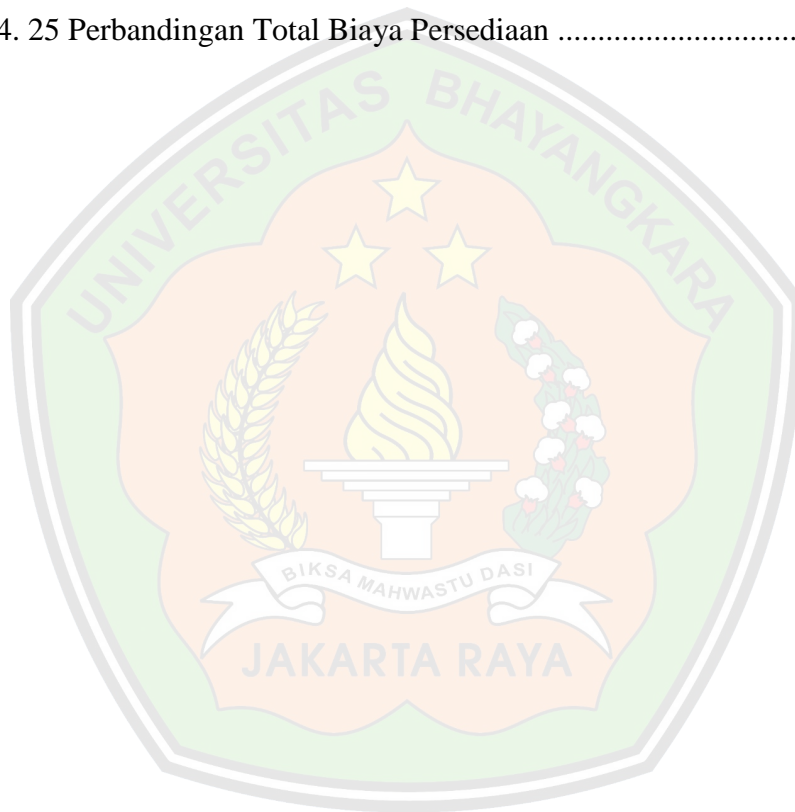 4. 25 Perbandingan Total Biaya Persediaan ..............................
UNIVERSITAS BHAYANGKARA
BIKSA MAHWASTU DASI
JAKARTA RAYA